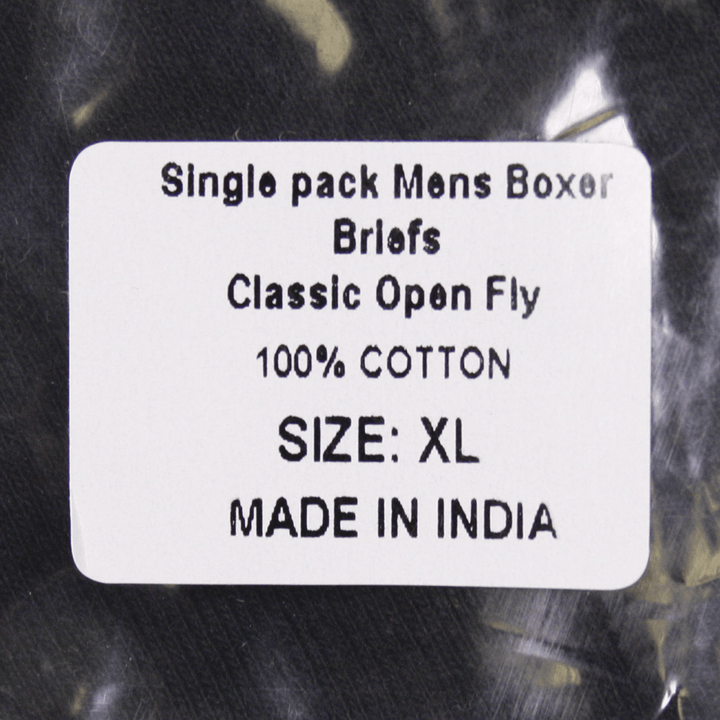 Single pack Mens Boxer
Briefs
Classic Open Fly
100% COTTON
SIZE: XL
MADE IN INDIA